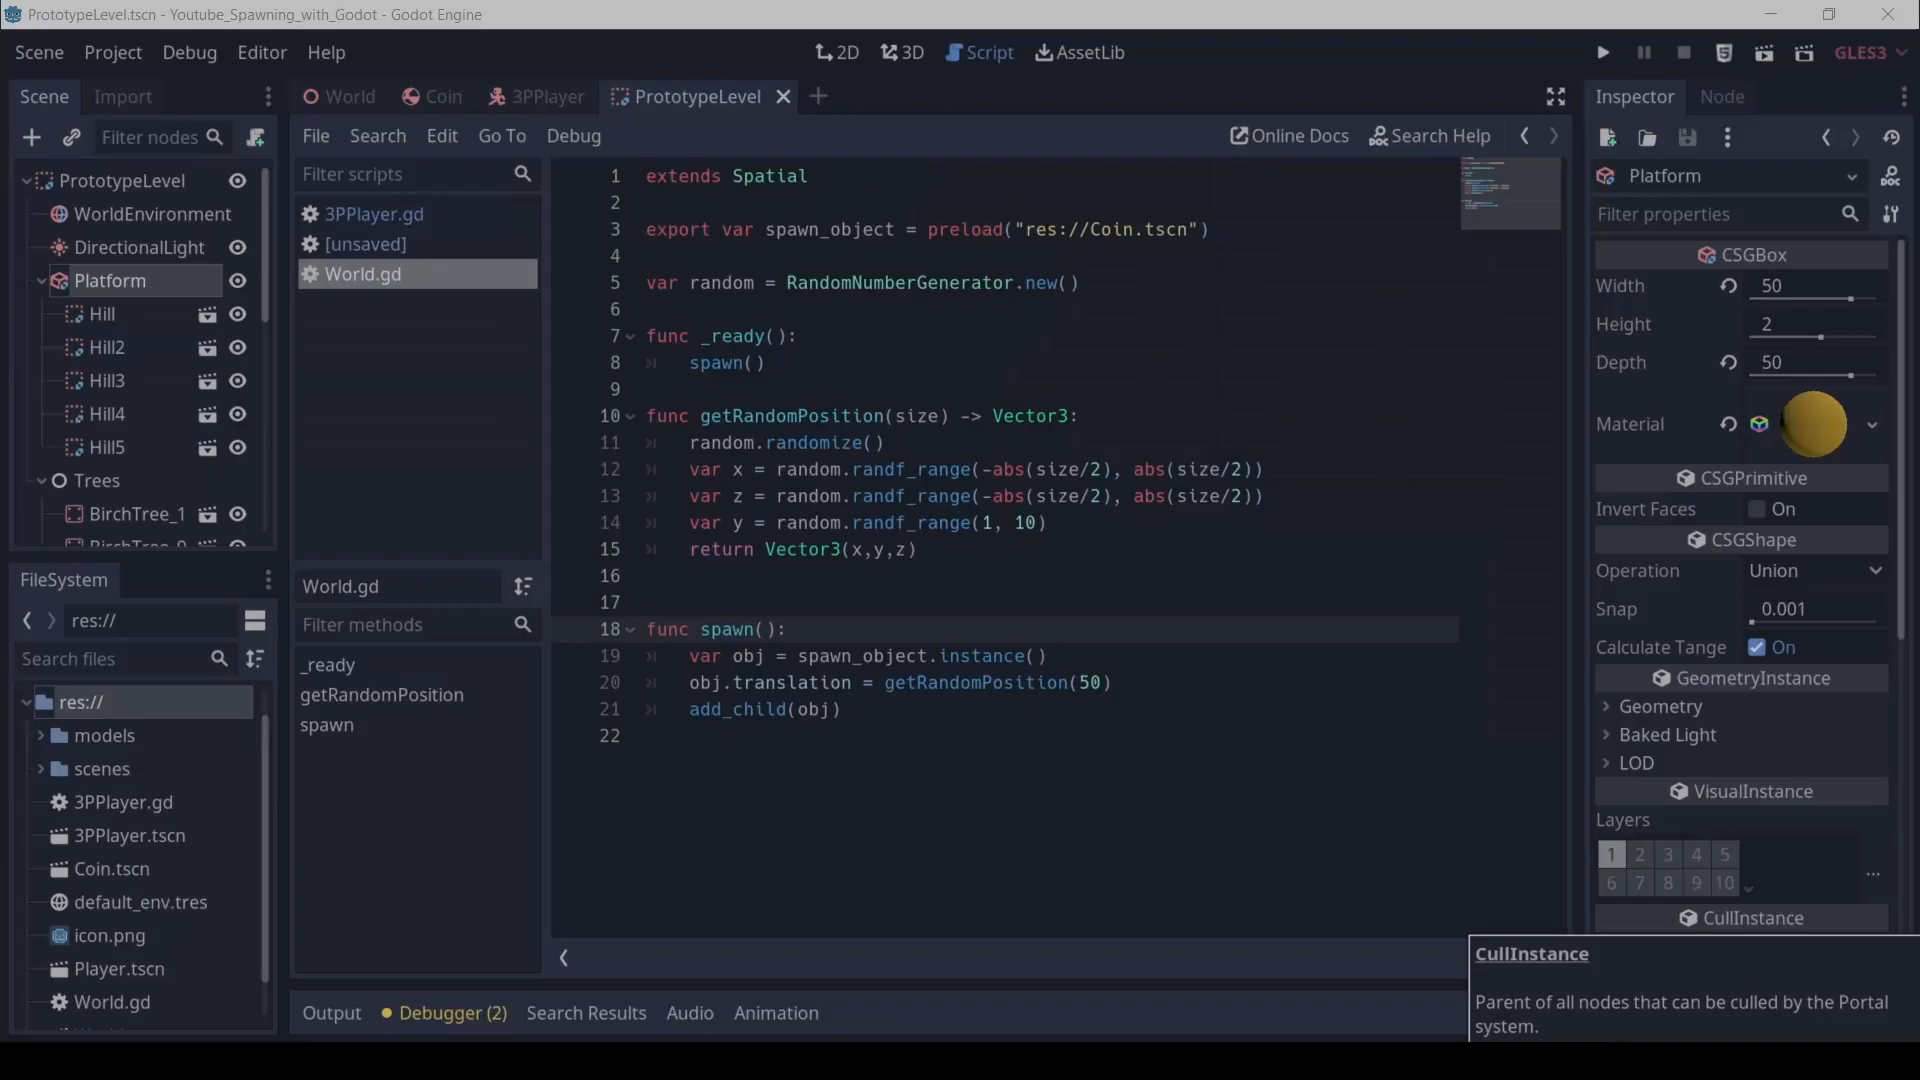 PrototypeLevel.tscn - Youtube_Spawning_with_Godot - Godot Engine
Scene Project Debug Editor Help
2D 3D Script AssetLib
GLES3
Scene Import
Filter nodes
PrototypeLevel
WorldEnvironment
DirectionalLight
Platform
Hill
Hill2
Hill3
Hill4
Hill5
Trees
BirchTree_1
FileSystem
res://
Search files
res://
models
scenes
3PPlayer.gd
3PPlayer.tscn
Coin.tscn
default_env.tres
icon.png
Player.tscn
World.gd
World Coin 3PPlayer PrototypeLevel
File Search Edit Go To Debug
Online Docs Search Help
Filter scripts
3PPlayer.gd
[unsaved]
World.gd
World.gd
Filter methods
_ready
getRandomPosition
spawn
1 extends Spatial
2
3 export var spawn_object = preload("res://Coin.tscn")
4
5 var random = RandomNumberGenerator.new()
6
7 func _ready():
8 spawn()
9
10 func getRandomPosition(size) -> Vector3:
11 random.randomize()
12 var x = random.randf_range(-abs(size/2), abs(size/2))
13 var z = random.randf_range(-abs(size/2), abs(size/2))
14 var y = random.randf_range(1, 10)
15 return Vector3(x,y,z)
16
17
18 func spawn():
19 var obj = spawn_object.instance()
20 obj.translation = getRandomPosition(50)
21 add_child(obj)
22
Output Debugger (2) Search Results Audio Animation
Inspector Node
Platform
Filter properties
CSGBox
Width 50
Height 2
Depth 50
Material
CSGPrimitive
Invert Faces On
CSGShape
Operation Union
Snap 0.001
Calculate Tange On
GeometryInstance
Geometry
Baked Light
LOD
VisualInstance
Layers
1 2 3 4 5
6 7 8 9 10
CullInstance
CullInstance
Parent of all nodes that can be culled by the Portal
system.